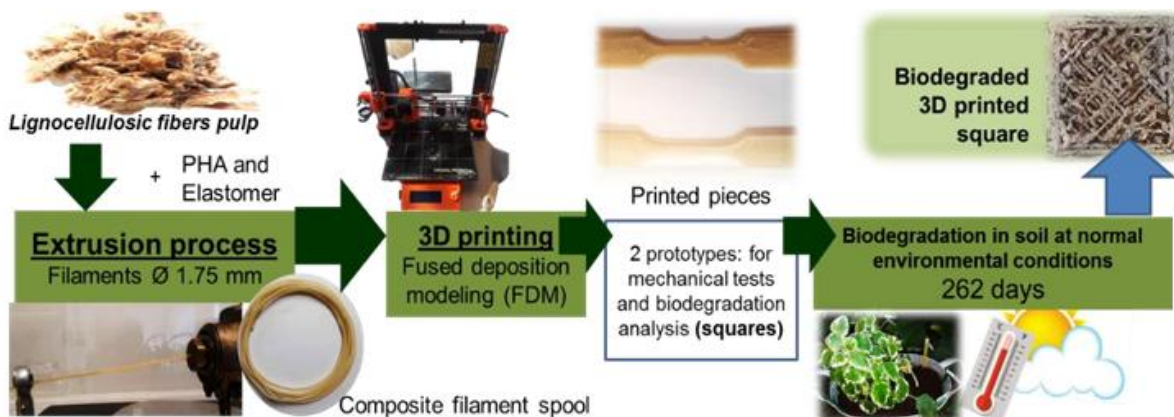 Lignocellulosic fibers pulp
+ PHA and
Elastomer
Extrusion process
Filaments Ø 1.75 mm
Composite filament spool
3D printing
Fused deposition
modeling (FDM)
Printed pieces
2 prototypes: for
mechanical tests
and biodegradation
analysis (squares)
Biodegradation in soil at normal
environmental conditions
262 days
Biodegraded
3D printed
square